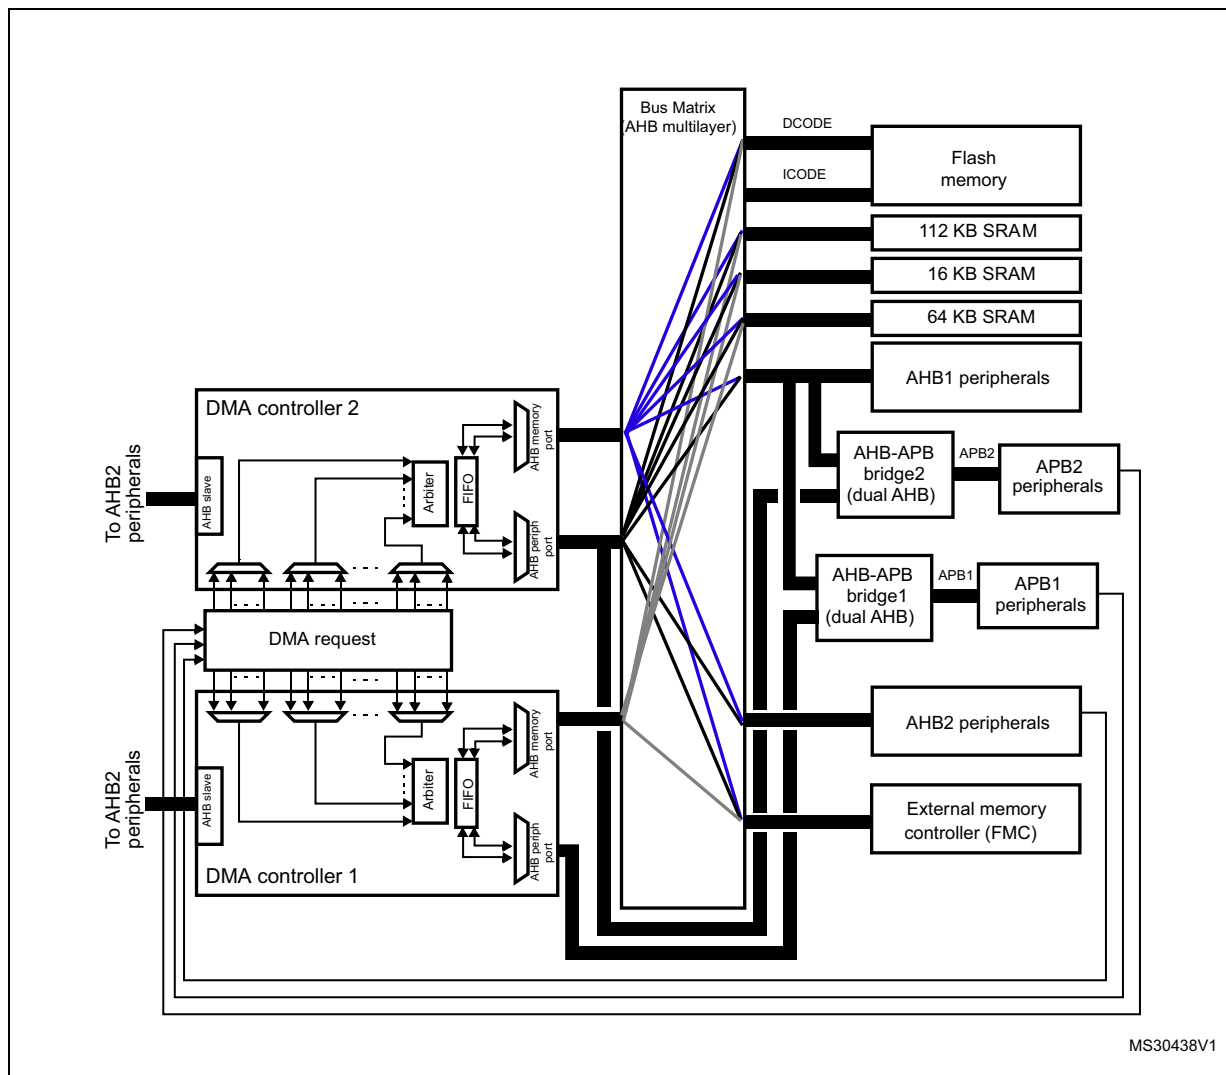 Bus Matrix
(AHB multilayer)
DCODE
ICODE
Flash
memory
112 KB SRAM
16 KB SRAM
64 KB SRAM
AHB1 peripherals
DMA controller 2
To AHB2
peripherals
AHB slave
Arbiter
FIFO
AHB memory
port
AHB periph
port
AHB-APB
bridge2
(dual AHB)
APB2
APB2
peripherals
AHB-APB
bridge1
(dual AHB)
APB1
APB1
peripherals
DMA request
To AHB2
peripherals
AHB slave
Arbiter
FIFO
AHB memory
port
AHB periph
port
DMA controller 1
AHB2 peripherals
External memory
controller (FMC)
MS30438V1